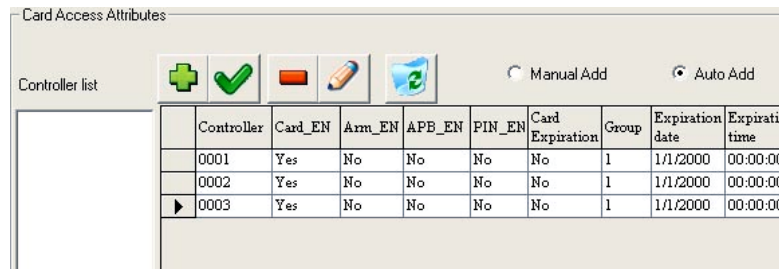 Card Access Attributes
Controller list
Manual Add
Auto Add
Controller Card_EN Arm_EN APB_EN PIN_EN Card Expiration Group Expiration date Expirati time
0001 Yes No No No No 1 1/1/2000 00:00:00
0002 Yes No No No No 1 1/1/2000 00:00:00
0003 Yes No No No No 1 1/1/2000 00:00:00